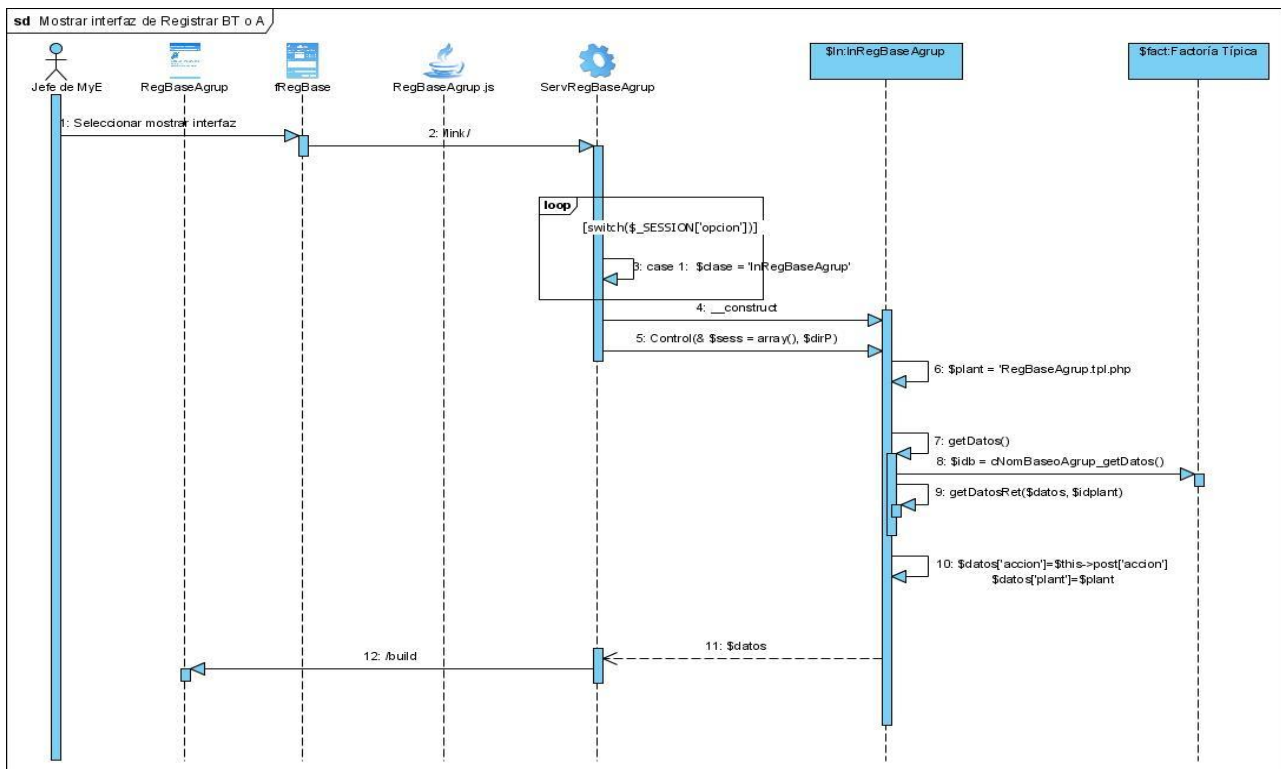 sd Mostrar interfaz de Registrar BT o A
Jefe de MyE
RegBaseAgrup
fRegBase
RegBaseAgrup.js
ServRegBaseAgrup
$In:InRegBaseAgrup
$fact:Factoría Típica
1: Seleccionar mostrar interfaz
2: /link/
loop
[switch($_SESSION['opcion'])]
3: case 1: $clase = 'InRegBaseAgrup'
4: __construct
5: Control(& $sess = array(), $dirP)
6: $plant = 'RegBaseAgrup.tpl.php
7: getDatos()
8: $idb = cNomBaseoAgrup_getDatos()
9: getDatosRet($datos, $idplant)
10: $datos['accion']=$this->post['accion']
$datos['plant']=$plant
11: $datos
12: /build